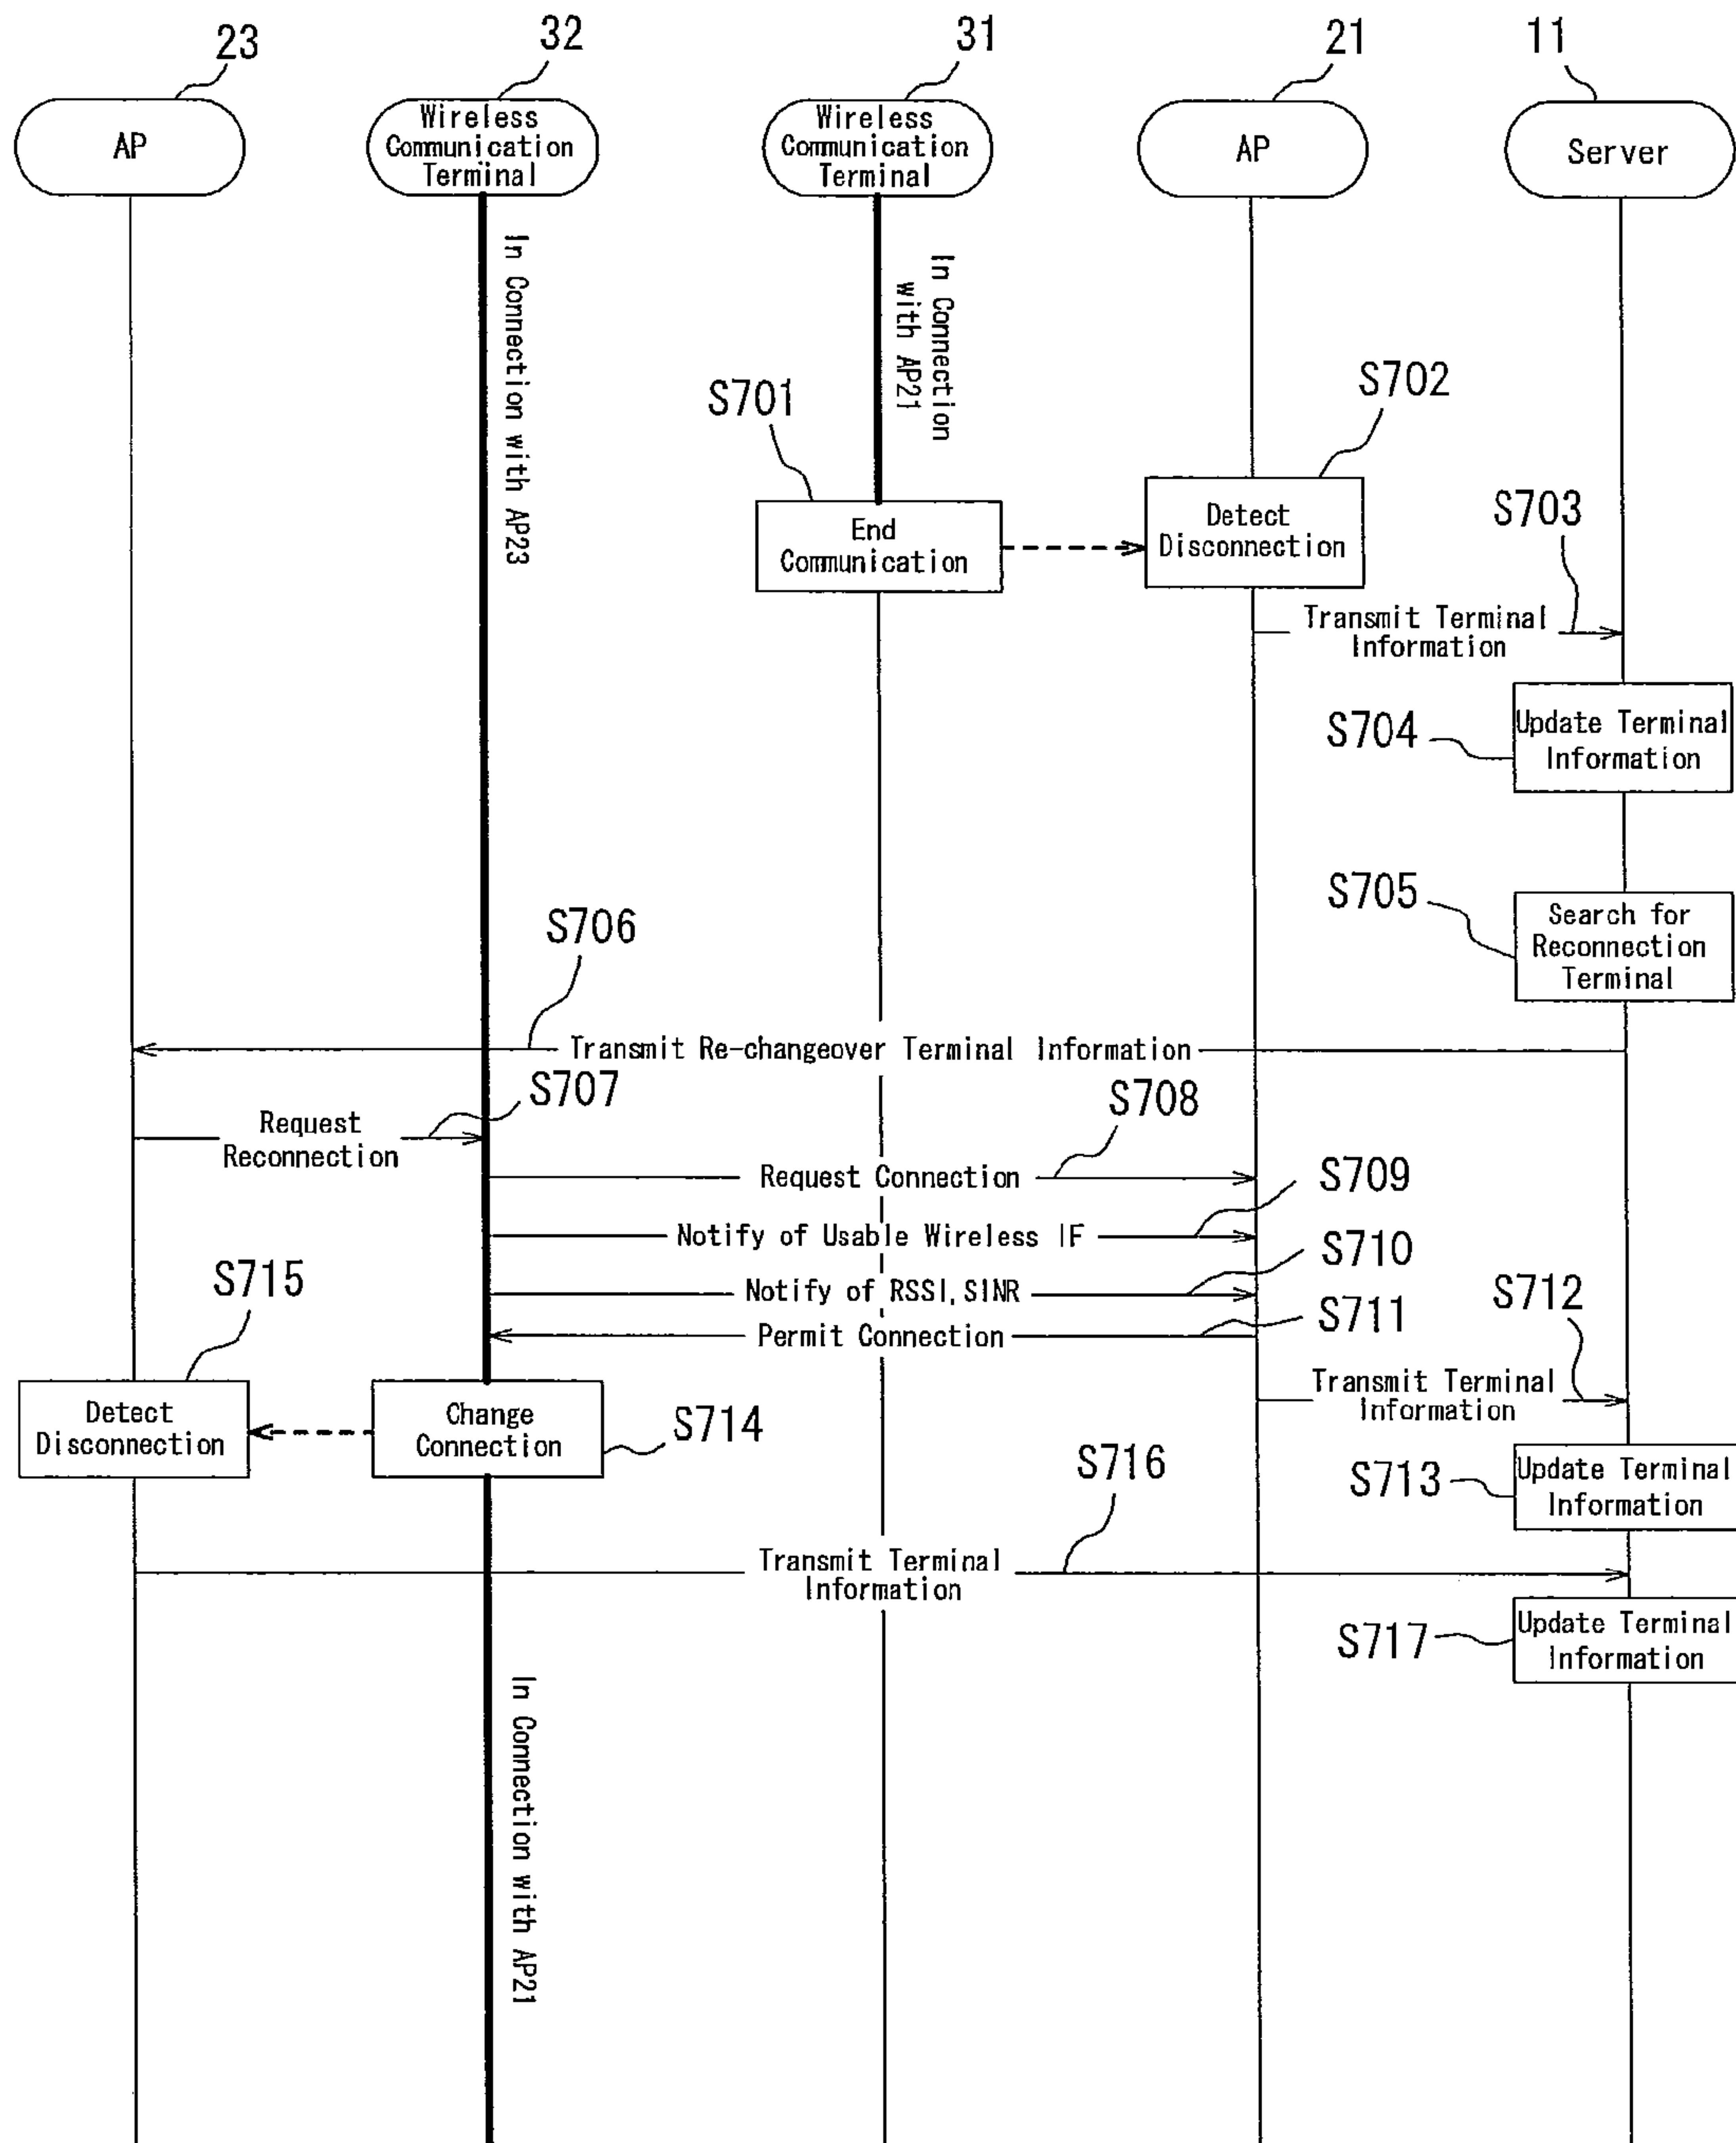 23
32
31
21
11
AP
Wireless
Communication
Terminal
Wireless
Communication
Terminal
AP
Server
In Connection with AP23
In Connection
with AP21
S701
S702
End
Communication
Detect
Disconnection
S703
Transmit Terminal
Information
S704
Update Terminal
Information
S705
Search for
Reconnection
Terminal
S706
Transmit Re-changeover Terminal Information
S707
Request
Reconnection
S708
Request Connection
S709
Notify of Usable Wireless IF
S710
Notify of RSSI, SINR
S711
Permit Connection
S712
Transmit Terminal
Information
S715
Detect
Disconnection
Change
Connection
S714
S713
Update Terminal
Information
S716
Transmit Terminal
Information
S717
Update Terminal
Information
In Connection with AP21